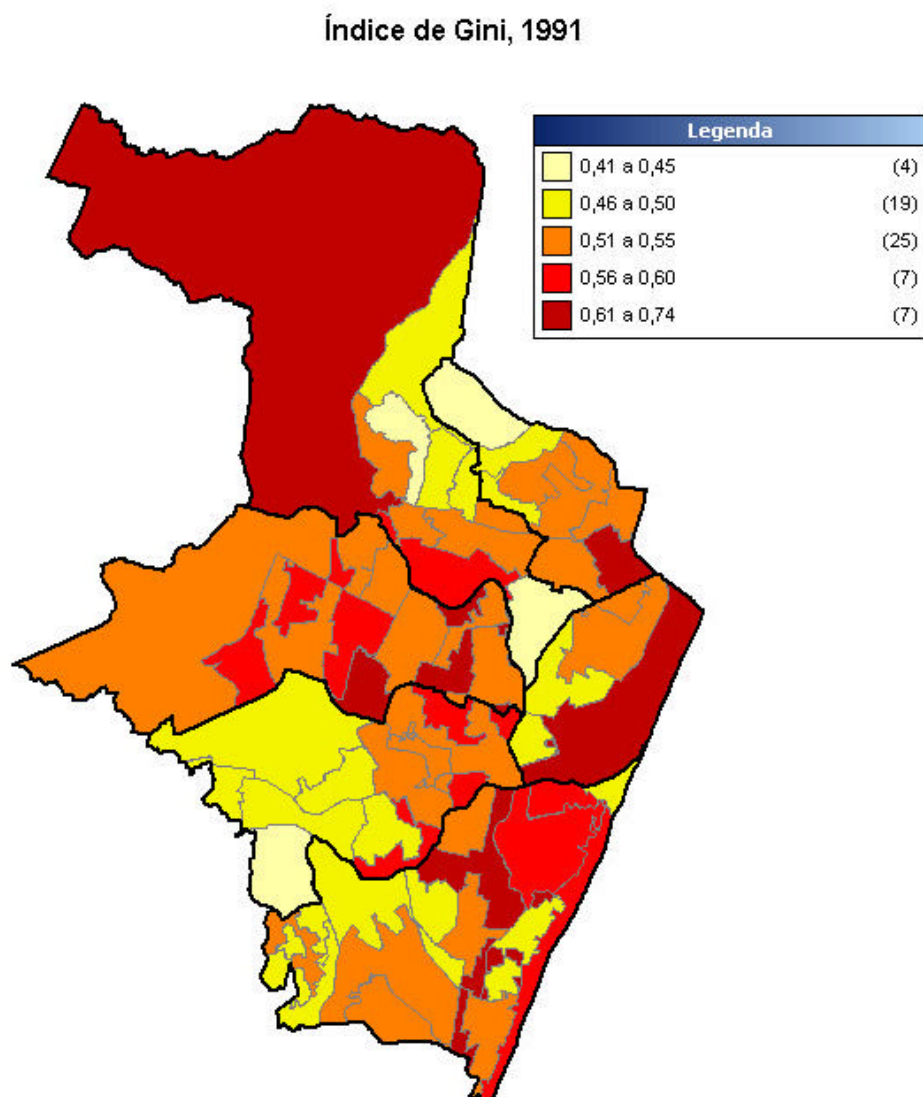 Índice de Gini, 1991
Legenda
0,41 a 0,45 (4)
0,46 a 0,50 (19)
0,51 a 0,55 (25)
0,56 a 0,60 (7)
0,61 a 0,74 (7)